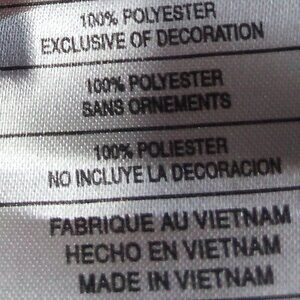 100% POLYESTER
EXCLUSIVE OF DECORATION
100% POLYESTER
SANS ORNEMENTS
100% POLIESTER
NO INCLUYE LA DECORACION
FABRIQUE AU VIETNAM
HECHO EN VIETNAM
MADE IN VIETNAM